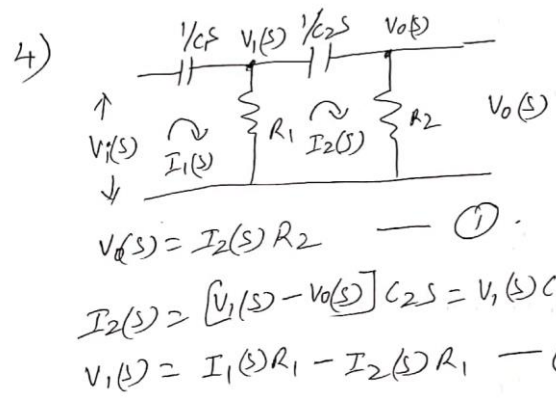 4)
1/C₁S V₁(S) 1/C₂S V₀(S)
↑ Vᵢ(S) ↓ I₁(S) R₁ I₂(S) R₂ V₀(S)
V₀(S) = I₂(S) R₂ — ①.
I₂(S) = [V₁(S) - V₀(S)] C₂S = V₁(S) C
V₁(S) = I₁(S) R₁ - I₂(S) R₁ —